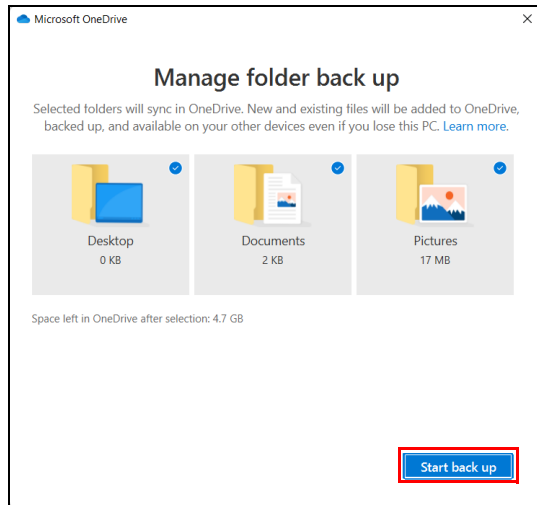 Microsoft OneDrive
Manage folder back up
Selected folders will sync in OneDrive. New and existing files will be added to OneDrive,
backed up, and available on your other devices even if you lose this PC. Learn more.
Desktop
0 KB
Documents
2 KB
Pictures
17 MB
Space left in OneDrive after selection: 4.7 GB
Start back up